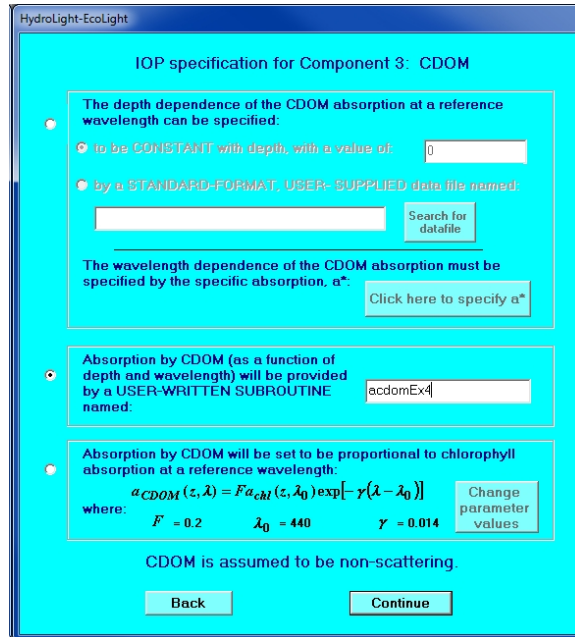 HydroLight-EcoLight
IOP specification for Component 3: CDOM
The depth dependence of the CDOM absorption at a reference
wavelength can be specified:
to be CONSTANT with depth, with a value of:
0
by a STANDARD-FORMAT, USER- SUPPLIED data file named:
Search for
datafile
The wavelength dependence of the CDOM absorption must be
specified by the specific absorption, a*:
Click here to specify a*
Absorption by CDOM (as a function of
depth and wavelength) will be provided
by a USER-WRITTEN SUBROUTINE
named:
acdomEx4
Absorption by CDOM will be set to be proportional to chlorophyll
absorption at a reference wavelength:
a_CDOM(z,λ) = Fa_chl(z,λ₀)exp[-γ(λ-λ₀)]
where:
F = 0.2 λ₀ = 440 γ = 0.014
Change
parameter
values
CDOM is assumed to be non-scattering.
Back Continue